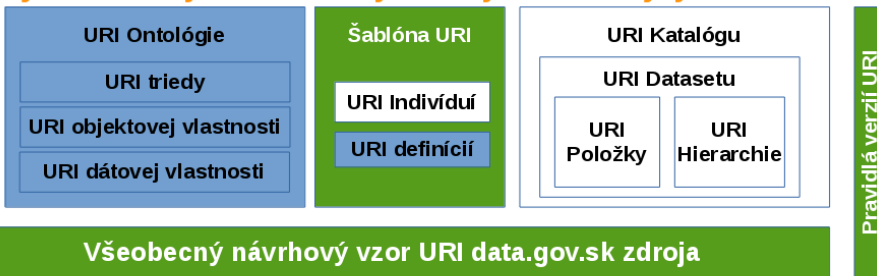 URI Ontológie
URI triedy
URI objektovej vlastnosti
URI dátovej vlastnosti
Šablóna URI
URI Indivíduí
URI definícií
URI Katalógu
URI Datasetu
URI
Položky
URI
Hierarchie
Pravidlá verzií URI
Všeobecný návrhový vzor URI data.gov.sk zdroja